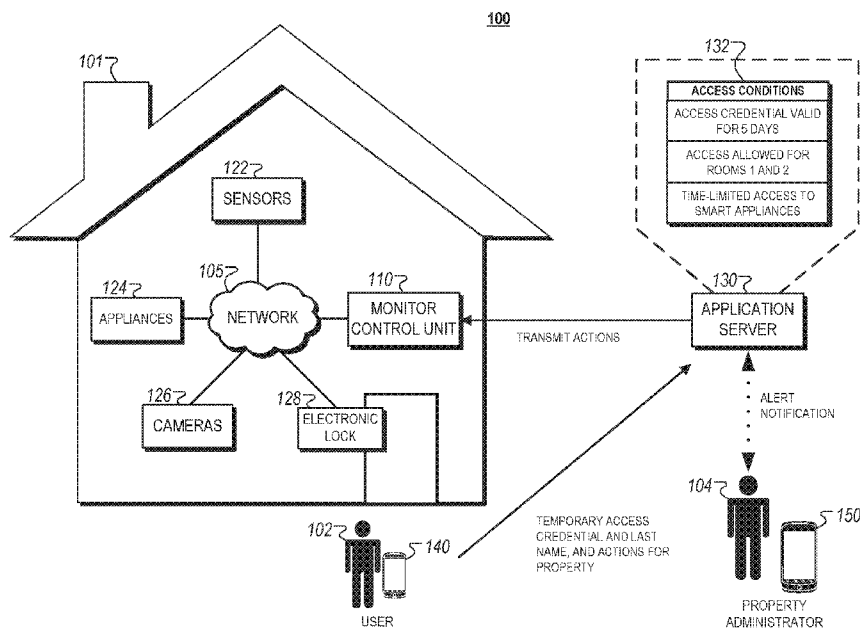 100
101
132
ACCESS CONDITIONS
ACCESS CREDENTIAL VALID
FOR 5 DAYS
ACCESS ALLOWED FOR
ROOMS 1 AND 2
TIME-LIMITED ACCESS TO
SMART APPLIANCES
122
SENSORS
105
NETWORK
110
MONITOR
CONTROL UNIT
124
APPLIANCES
130
APPLICATION
SERVER
TRANSMIT ACTIONS
126
CAMERAS
128
ELECTRONIC
LOCK
ALERT
NOTIFICATION
104
150
102
140
TEMPORARY ACCESS
CREDENTIAL AND LAST
NAME, AND ACTIONS FOR
PROPERTY
USER
PROPERTY
ADMINISTRATOR